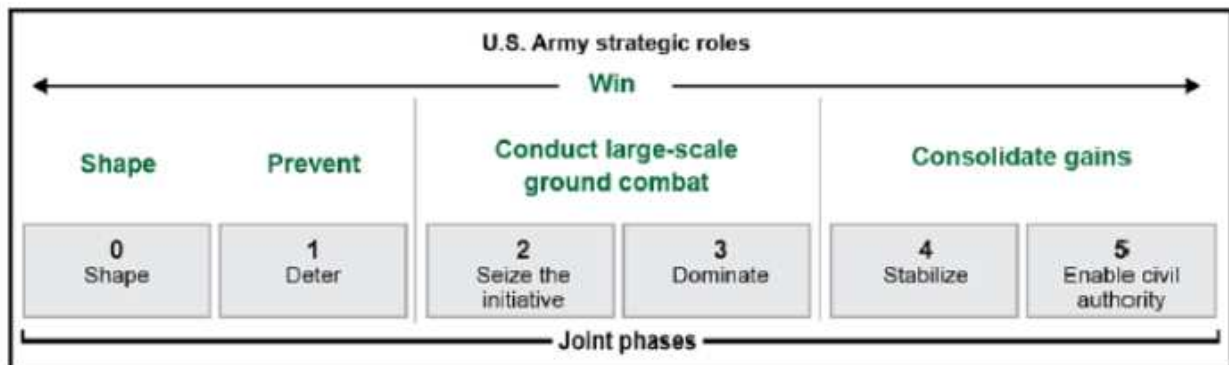 U.S. Army strategic roles
Win
Shape
Prevent
Conduct large-scale
ground combat
Consolidate gains
0
Shape
1
Deter
2
Seize the
initiative
3
Dominate
4
Stabilize
5
Enable civil
authority
Joint phases